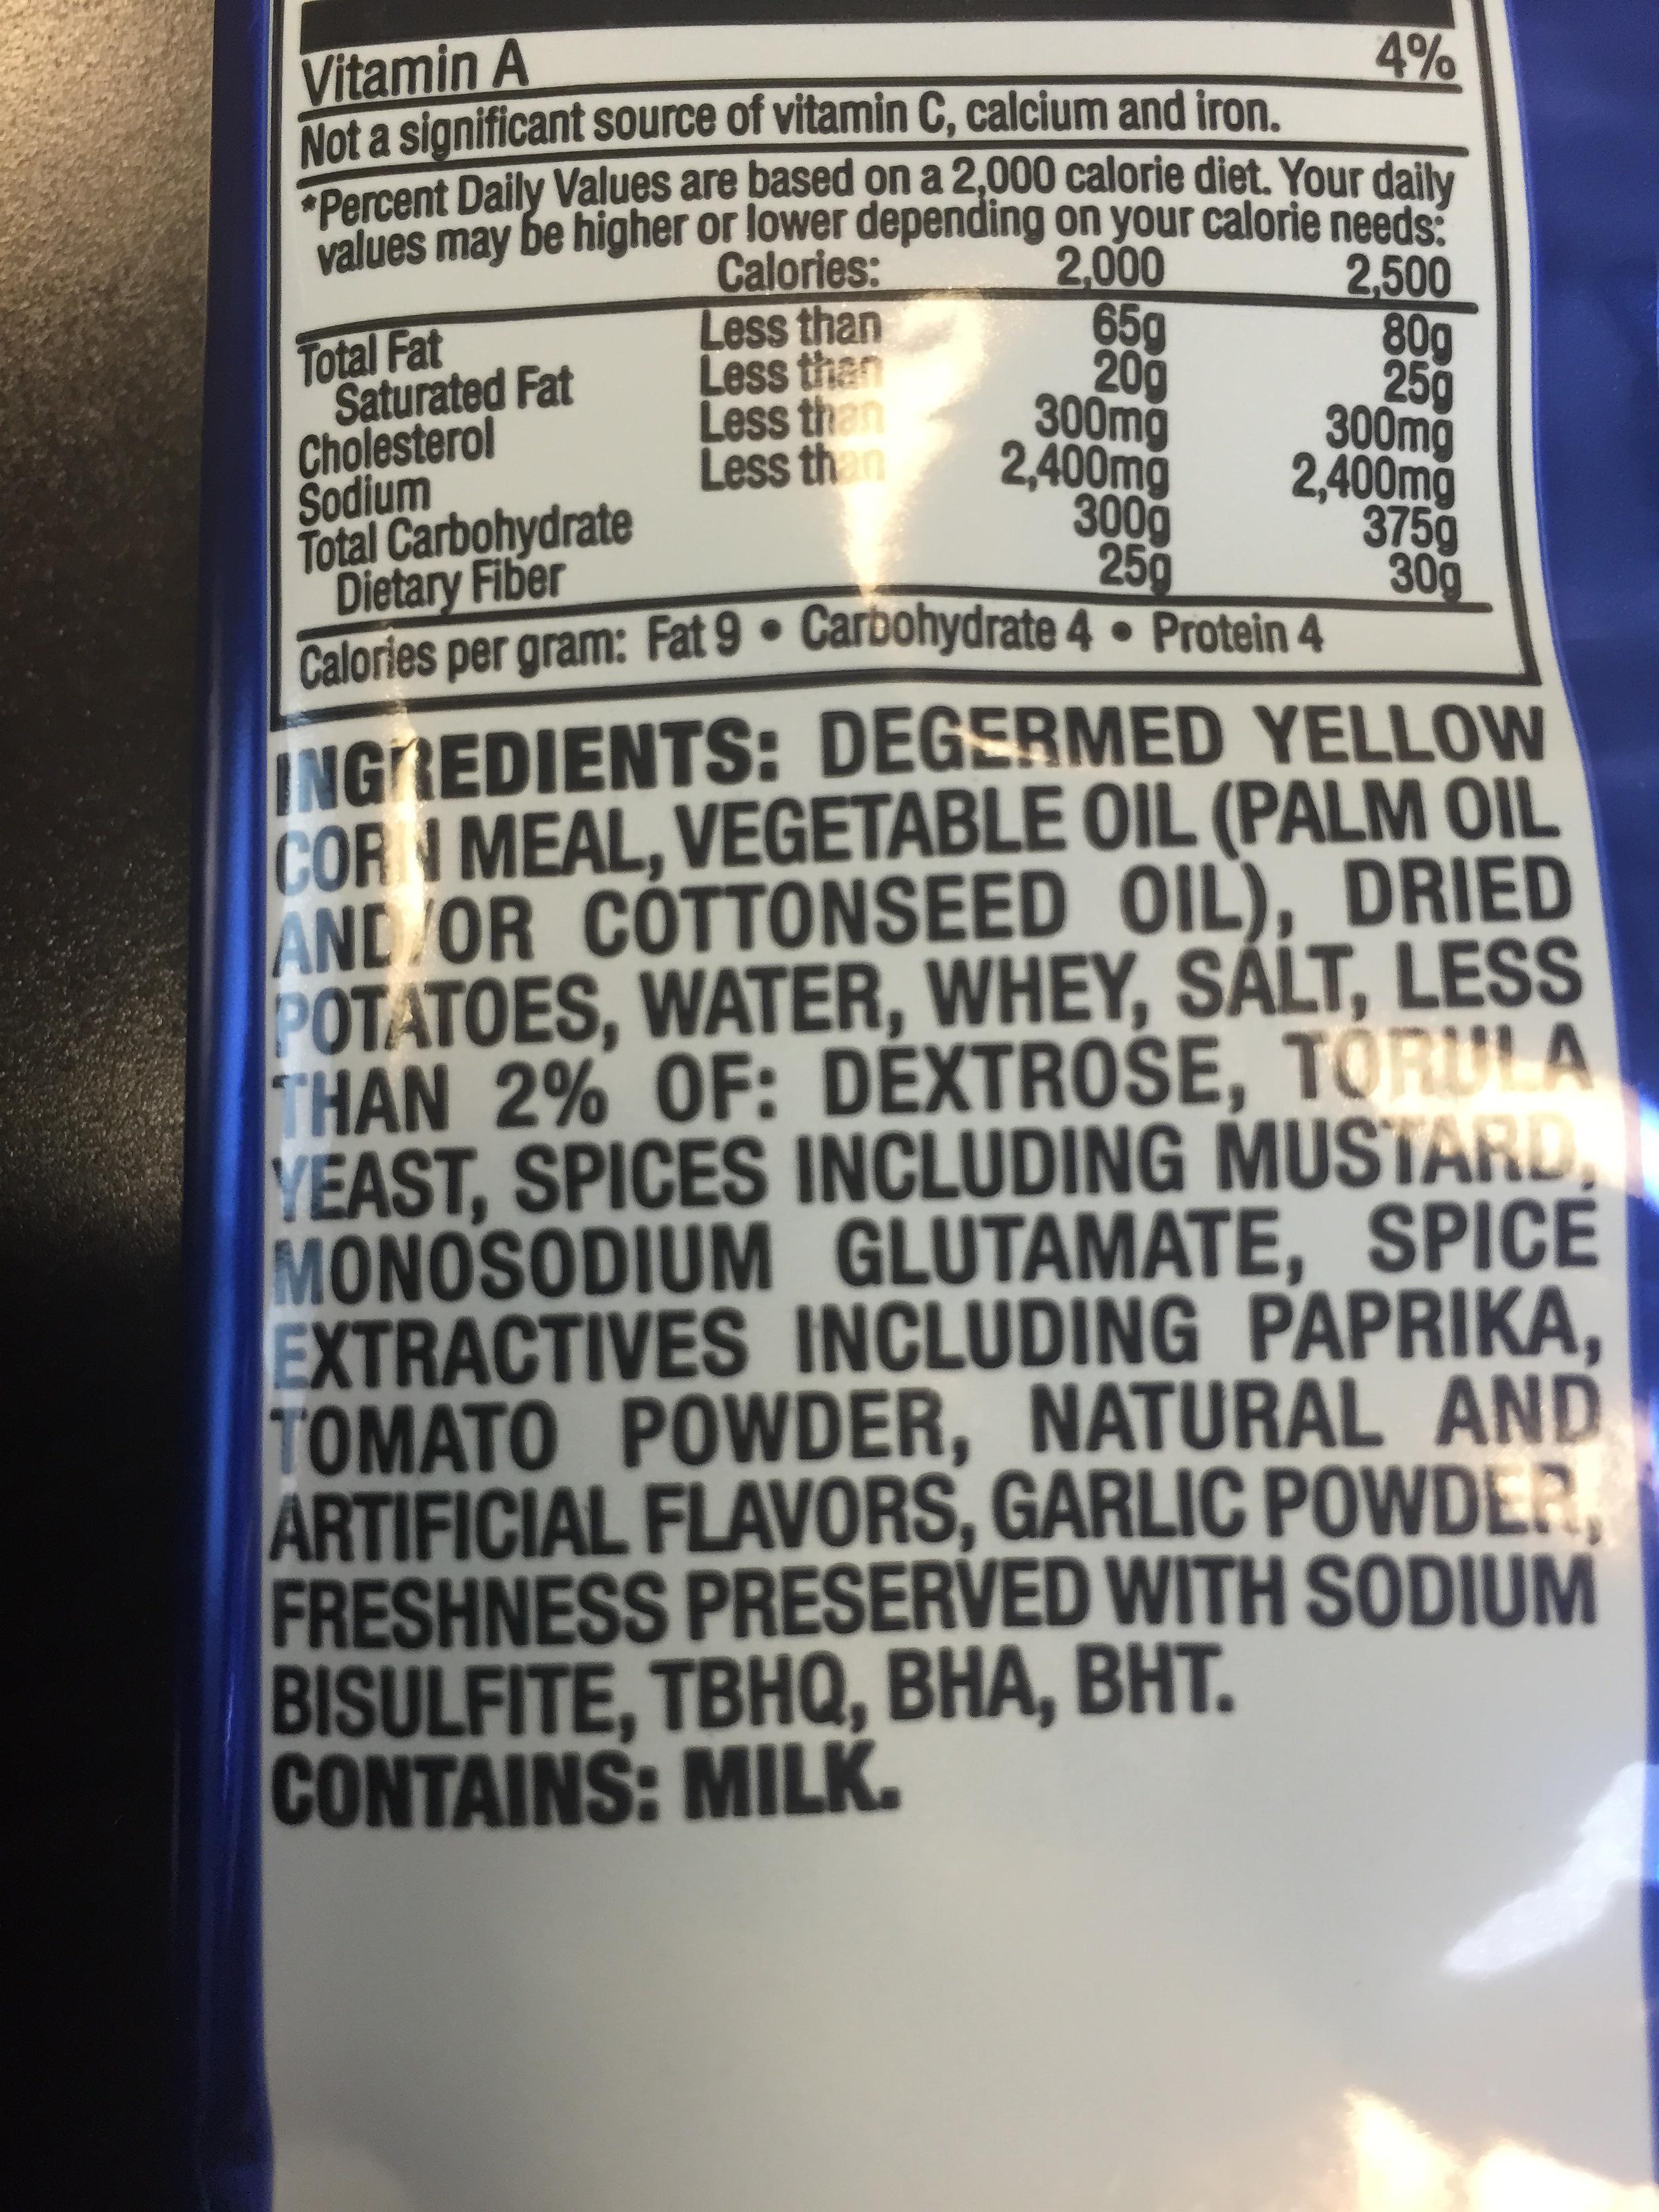 Vitamin A 4%
Not a significant source of vitamin C, calcium and iron.
*Percent Daily Values are based on a 2,000 calorie diet. Your daily
values may be higher or lower depending on your calorie needs:
Calories: 2,000 2,500
Total Fat Less than 65g 80g
Saturated Fat Less than 20g 25g
Cholesterol Less than 300mg 300mg
Sodium Less than 2,400mg 2,400mg
Total Carbohydrate 300g 375g
Dietary Fiber 25g 30g
Calories per gram: Fat 9 • Carbohydrate 4 • Protein 4
INGREDIENTS: DEGERMED YELLOW
CORN MEAL, VEGETABLE OIL (PALM OIL
AND/OR COTTONSEED OIL), DRIED
POTATOES, WATER, WHEY, SALT, LESS
THAN 2% OF: DEXTROSE, TORULA
YEAST, SPICES INCLUDING MUSTARD,
MONOSODIUM GLUTAMATE, SPICE
EXTRACTIVES INCLUDING PAPRIKA,
TOMATO POWDER, NATURAL AND
ARTIFICIAL FLAVORS, GARLIC POWDER,
FRESHNESS PRESERVED WITH SODIUM
BISULFITE, TBHQ, BHA, BHT.
CONTAINS: MILK.